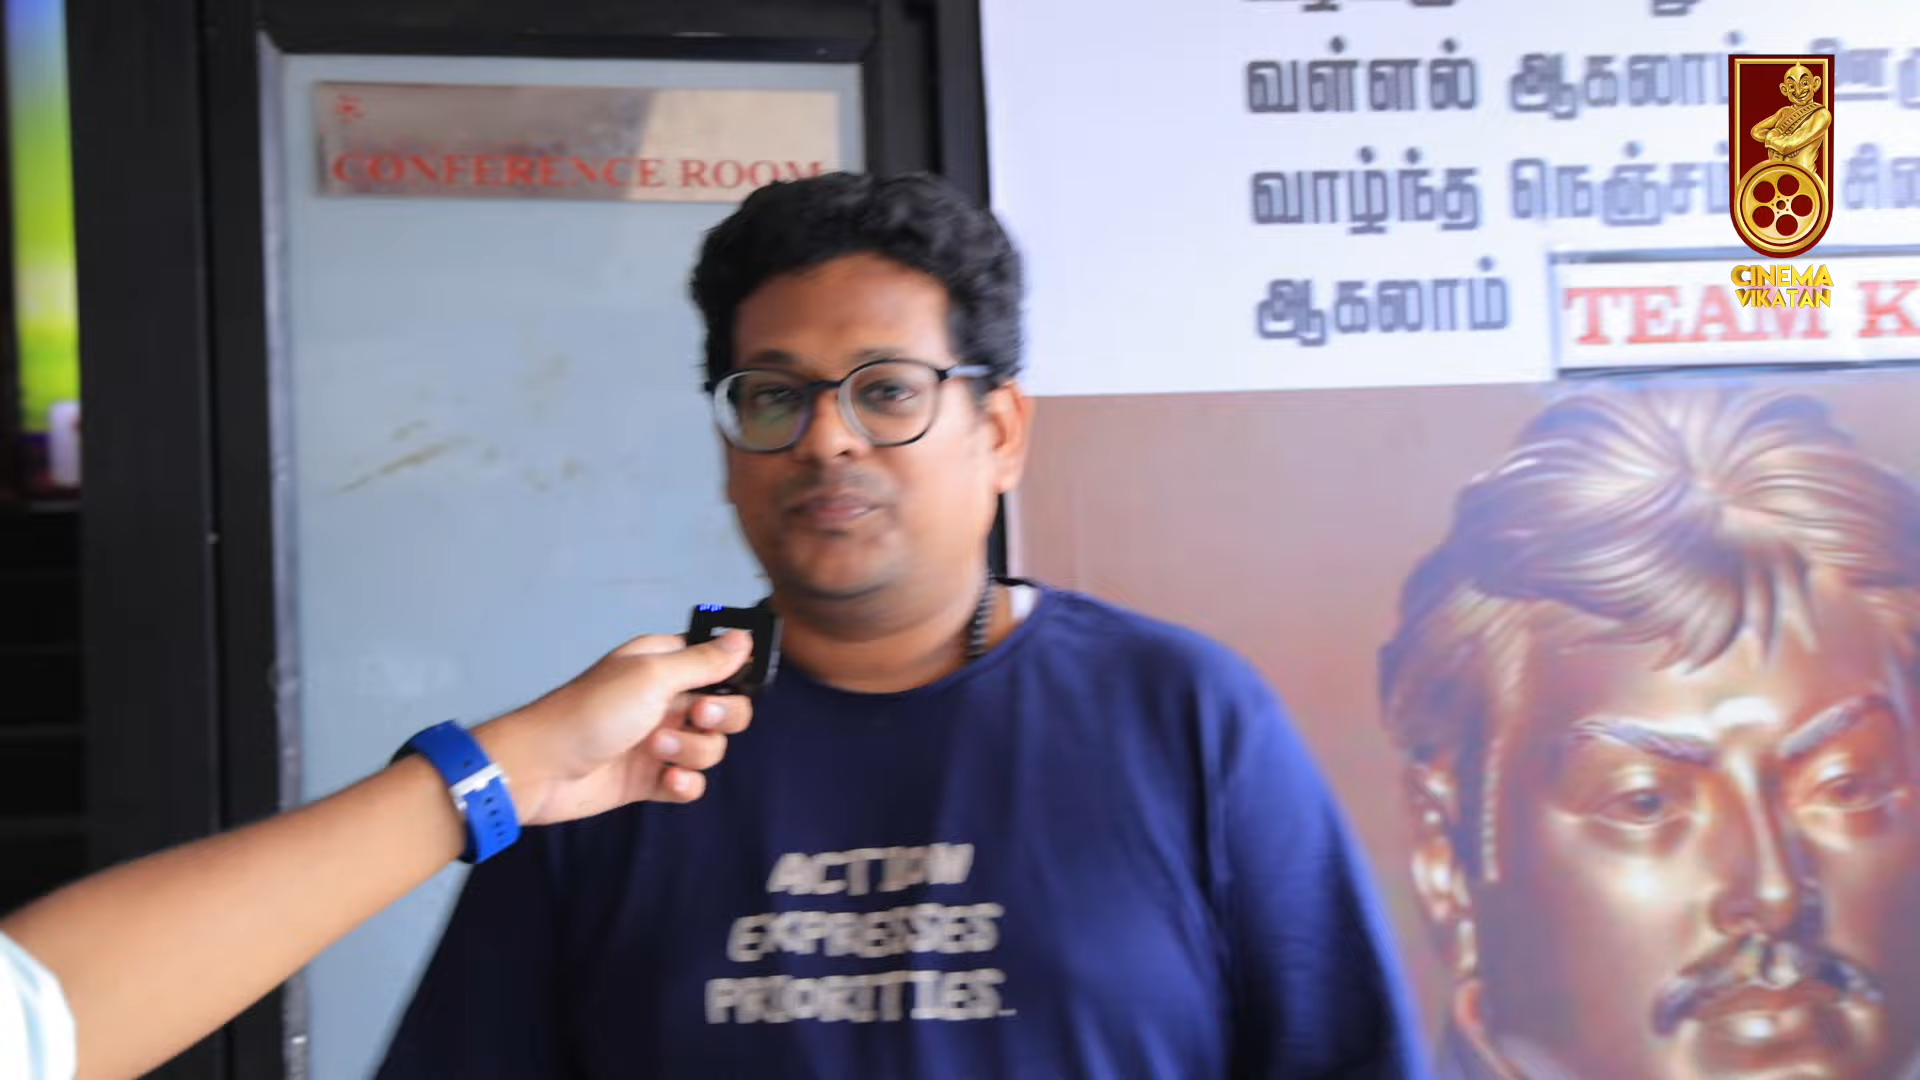 CONFERENCE ROOM
வள்ளல் ஆகலாம்
வாழ்ந்த நெஞ்சம்
ஆகலாம்
TEAM K
CINEMA
VIKATAN
ACTION
EXPRESSES
PRIORITIES.